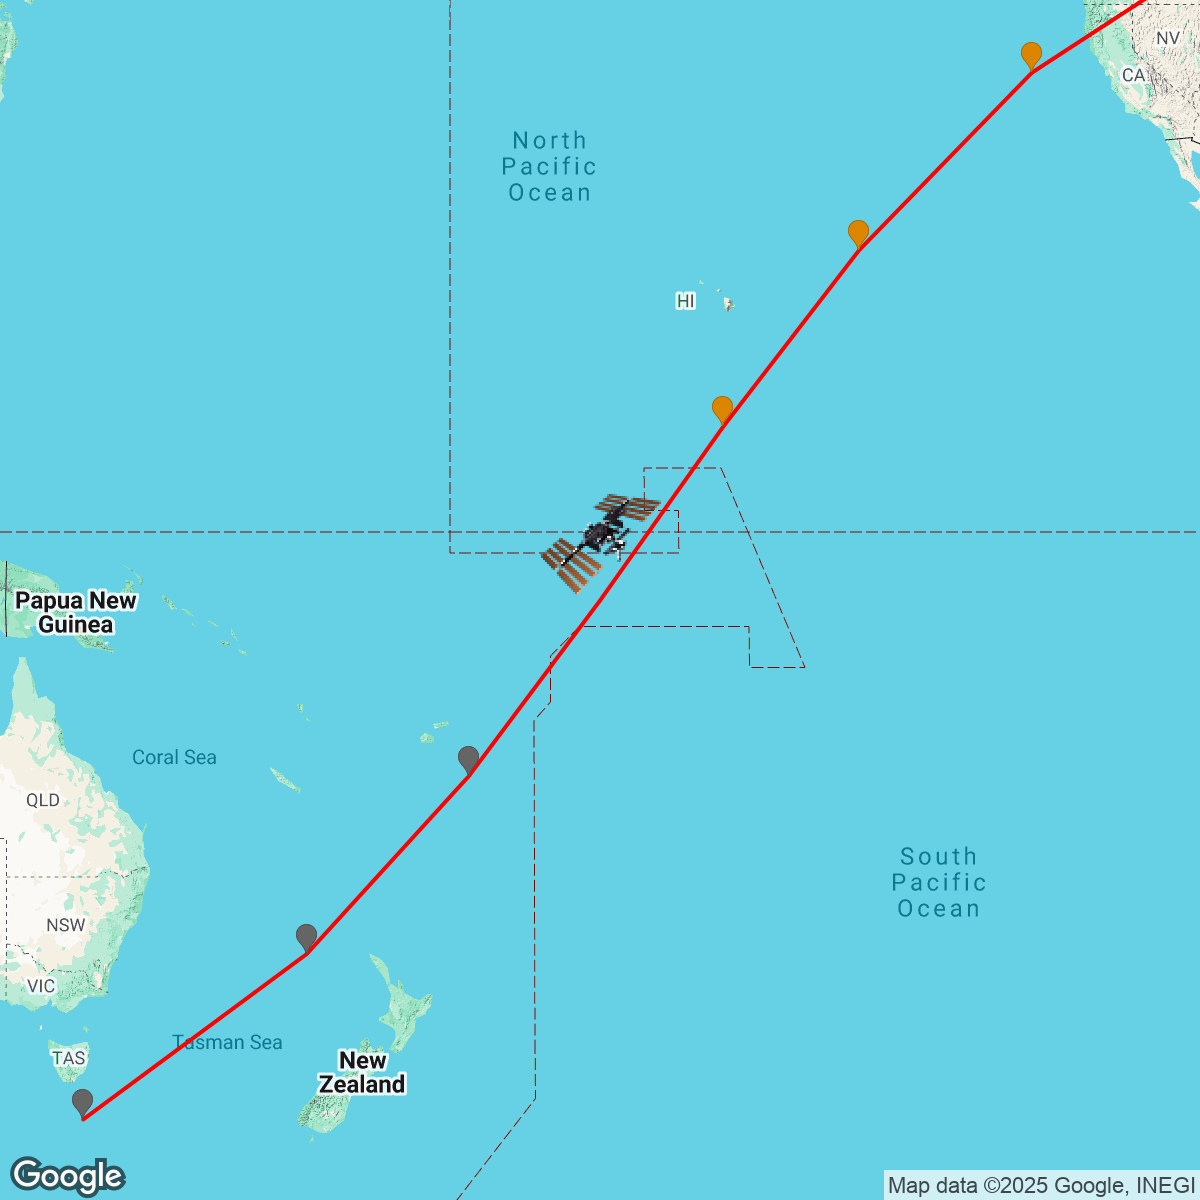 NV
CA
North
Pacific
Ocean
HI
Papua New
Guinea
Coral Sea
QLD
South
Pacific
Ocean
NSW
VIC
Tasman Sea
TAS
New
Zealand
Google
Map data ©2025 Google, INEGI